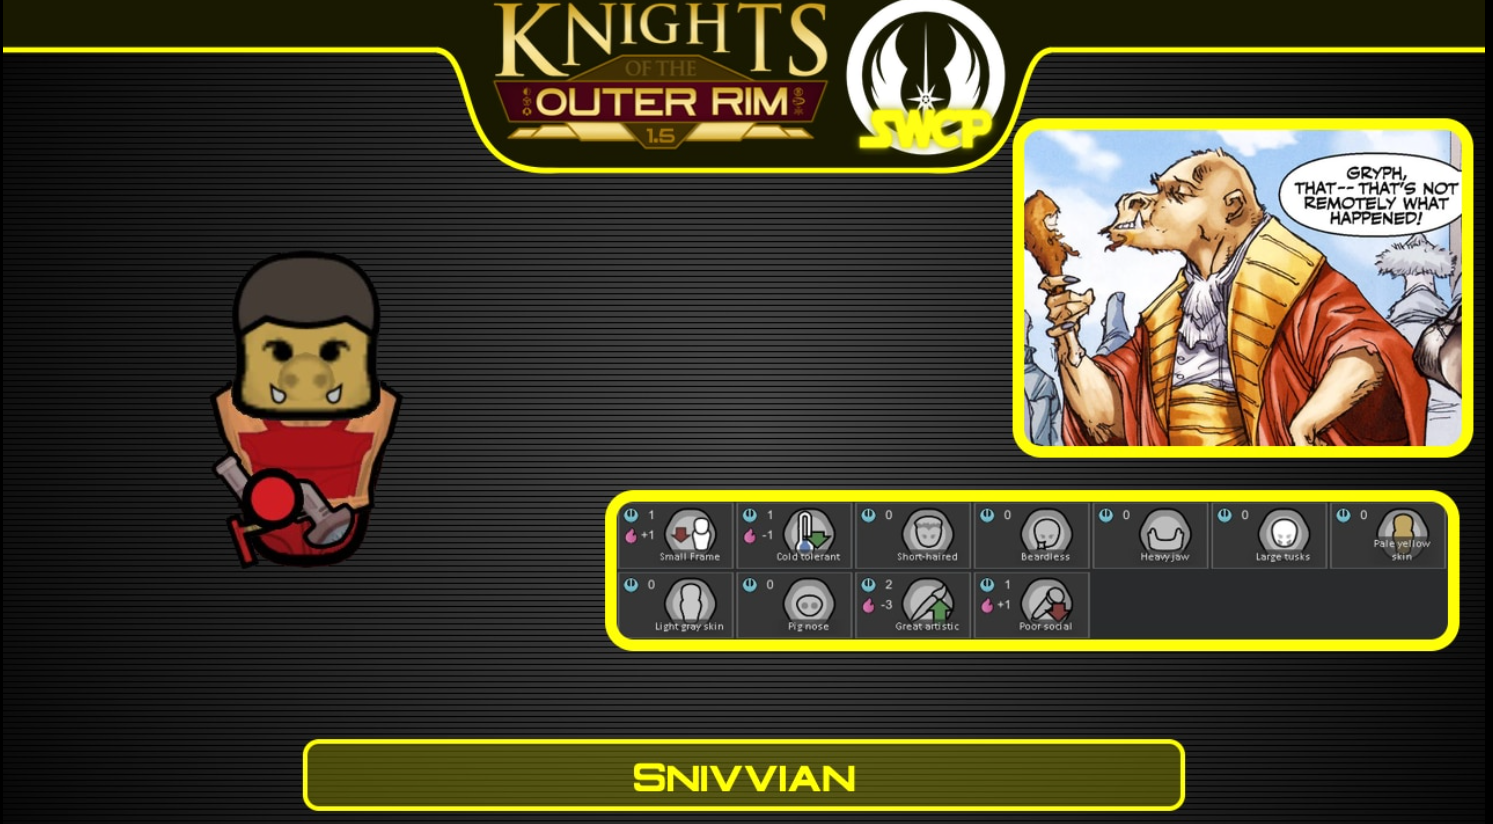 KNIGHTS
OF THE
OUTER RIM
1.5
SWCP
GRYPH,
THAT-- THAT'S NOT
REMOTELY WHAT
HAPPENED!
1
+1
Small Frame
1
-1
Cold tolerant
0
Short-haired
0
Beardless
0
Heavy jaw
0
Large tusks
0
Pale yellow
skin
0
Light gray skin
0
Pig nose
2
-3
Great artistic
1
+1
Poor social
SNIVVIAN